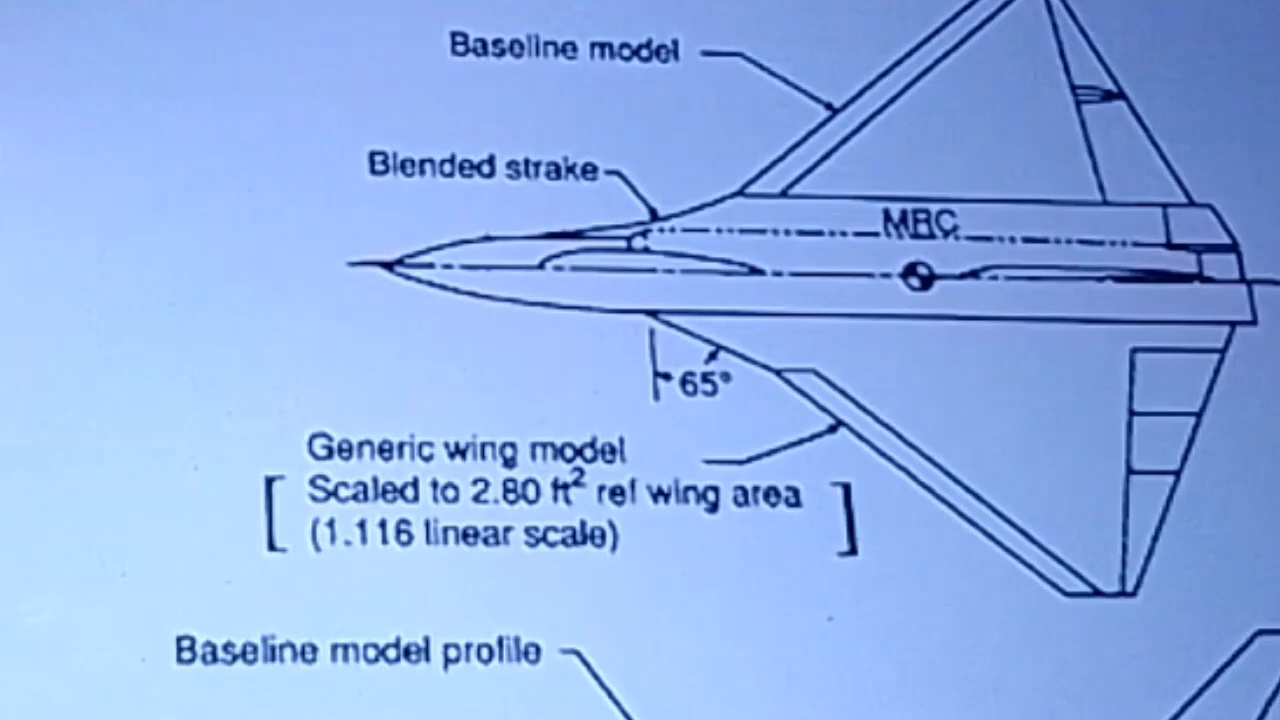 Baseline model
Blended strake
MRC
65°
Generic wing model
[ Scaled to 2.80 ft² ref wing area ]
(1.116 linear scale)
Baseline model profile